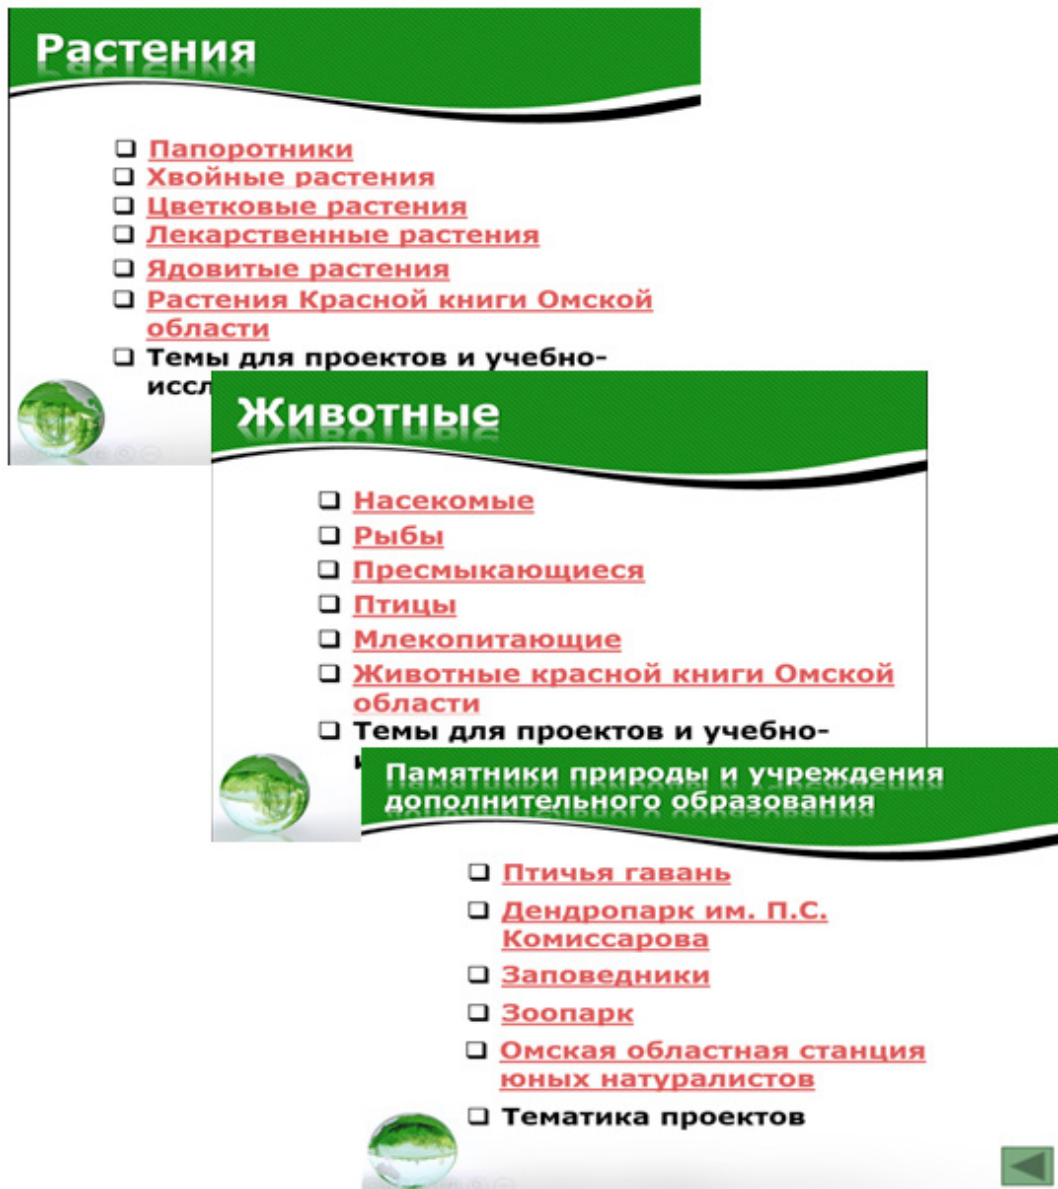 Растения
Папоротники
Хвойные растения
Цветковые растения
Лекарственные растения
Ядовитые растения
Растения Красной книги Омской
области
Темы для проектов и учебно-
Животные
Насекомые
Рыбы
Пресмыкающиеся
Птицы
Млекопитающие
Животные красной книги Омской
области
Темы для проектов и учебно-
Памятники природы и учреждения
дополнительного образования
Птичья гавань
Дендропарк им. П.С.
Комиссарова
Заповедники
Зоопарк
Омская областная станция
юных натуралистов
Тематика проектов